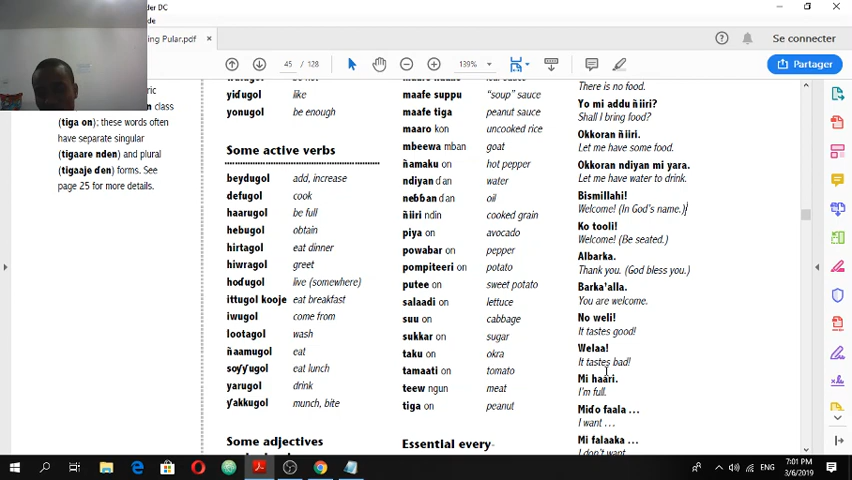 der DC
ide
ing Pular.pdf
Se connecter
45 / 128
139%
Partager
class
(tiga on); these words often
have separate singular
(tigaare nden) and plural
(tigaaje ɗen) forms. See
page 25 for more details.
yiɗugol like
yonugol be enough
Some active verbs
beydugol add, increase
defugol cook
haarugol be full
hebugol obtain
hirtagol eat dinner
hiwragol greet
hoɗugol live (somewhere)
ittugol kooje eat breakfast
iwugol come from
lootagol wash
ñaamugol eat
soƴƴugol eat lunch
yarugol drink
ƴakkugol munch, bite
Some adjectives
maafe suppu “soup” sauce
maafe tiga peanut sauce
maaro kon uncooked rice
mbeewa mban goat
ñamaku on hot pepper
ndiyan ɗan water
nebban ɗan oil
ñiiri ndin cooked grain
piya on avocado
powabar on pepper
pompiteeri on potato
putee on sweet potato
salaadi on lettuce
suu on cabbage
sukkar on sugar
taku on okra
tamaati on tomato
teew ngun meat
tiga on peanut
Essential every-
There is no food.
Yo mi addu ñiiri?
Shall I bring food?
Okkoran ñiiri.
Let me have some food.
Okkoran ndiyan mi yara.
Let me have water to drink.
Bismillahi!
Welcome! (In God’s name.)
Ko tooli!
Welcome! (Be seated.)
Albarka.
Thank you. (God bless you.)
Barka’alla.
You are welcome.
No weli!
It tastes good!
Welaa!
It tastes bad!
Mi haari.
I’m full.
Miɗo faala ...
I want ...
Mi falaaka ...
I don’t want
ENG
7:01 PM
3/6/2019